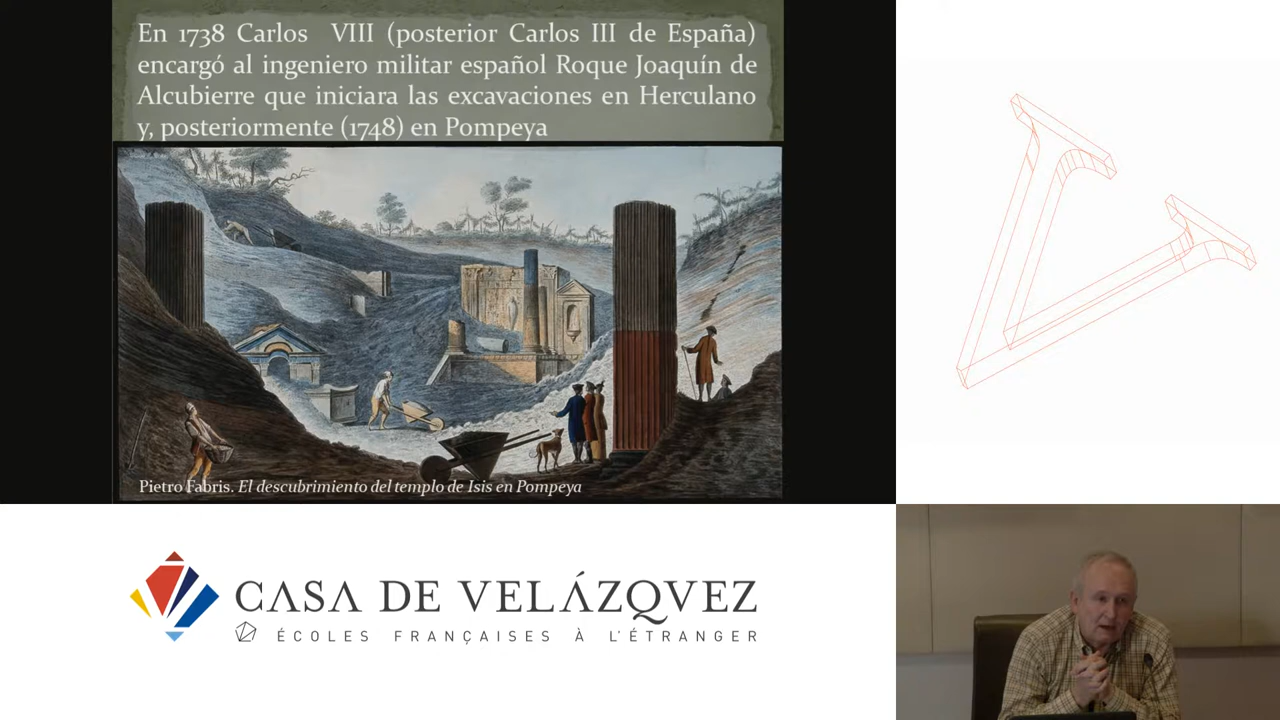 En 1738 Carlos VIII (posterior Carlos III de España)
encargó al ingeniero militar español Roque Joaquín de
Alcubierre que iniciara las excavaciones en Herculano
y, posteriormente (1748) en Pompeya
Pietro Fabris. El descubrimiento del templo de Isis en Pompeya
CASA DE VELÁZQVEZ
ÉCOLES FRANÇAISES À L'ÉTRANGER